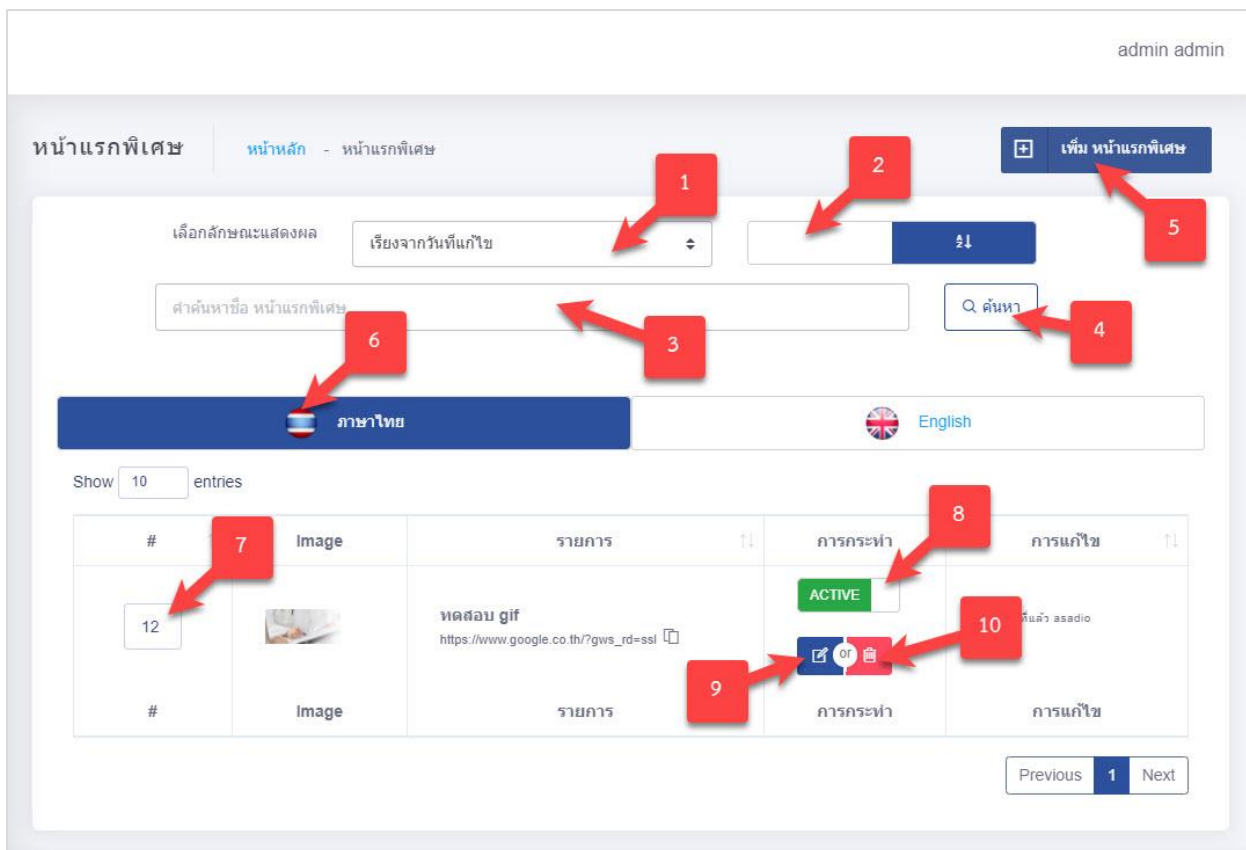 admin admin
หน้าแรกพิเศษ
หน้าหลัก - หน้าแรกพิเศษ
เพิ่ม หน้าแรกพิเศษ
1
2
5
เลือกลักษณะแสดงผล
เรียงจากวันที่แก้ไข
คำค้นหาชื่อ หน้าแรกพิเศษ
ค้นหา
6
3
4
ภาษาไทย
English
Show 10 entries
8
# 7 Image รายการ การกระทำ การแก้ไข
12
ทดสอบ gif
https://www.google.co.th/?gws_rd=ssl
ACTIVE
or
10
ที่แล้ว asadio
9
# Image รายการ การกระทำ การแก้ไข
Previous 1 Next